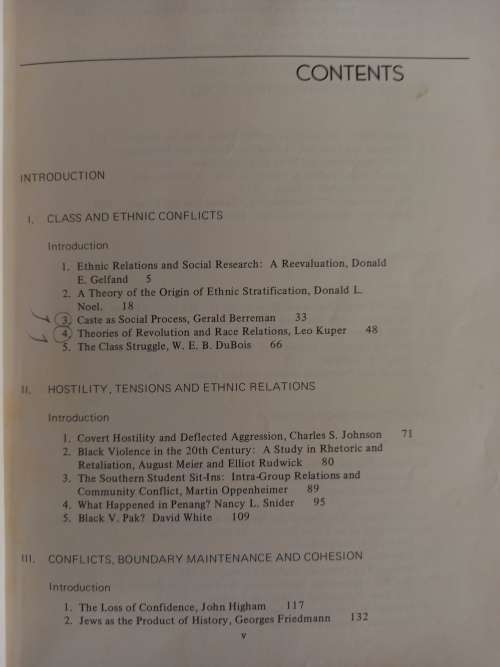 CONTENTS
INTRODUCTION
I. CLASS AND ETHNIC CONFLICTS
Introduction
1. Ethnic Relations and Social Research: A Reevaluation, Donald
E. Gelfand 5
2. A Theory of the Origin of Ethnic Stratification, Donald L.
Noel. 18
3. Caste as Social Process, Gerald Berreman 33
4. Theories of Revolution and Race Relations, Leo Kuper 48
5. The Class Struggle, W. E. B. DuBois 66
II. HOSTILITY, TENSIONS AND ETHNIC RELATIONS
Introduction
1. Covert Hostility and Deflected Aggression, Charles S. Johnson 71
2. Black Violence in the 20th Century: A Study in Rhetoric and
Retaliation, August Meier and Elliot Rudwick 80
3. The Southern Student Sit-Ins: Intra-Group Relations and
Community Conflict, Martin Oppenheimer 89
4. What Happened in Penang? Nancy L. Snider 95
5. Black V. Pak? David White 109
III. CONFLICTS, BOUNDARY MAINTENANCE AND COHESION
Introduction
1. The Loss of Confidence, John Higham 117
2. Jews as the Product of History, Georges Friedmann 132
v